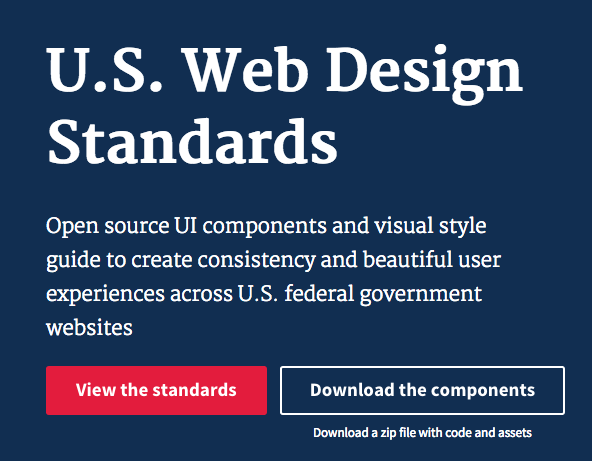 U.S. Web Design
Standards
Open source UI components and visual style
guide to create consistency and beautiful user
experiences across U.S. federal government
websites
View the standards
Download the components
Download a zip file with code and assets